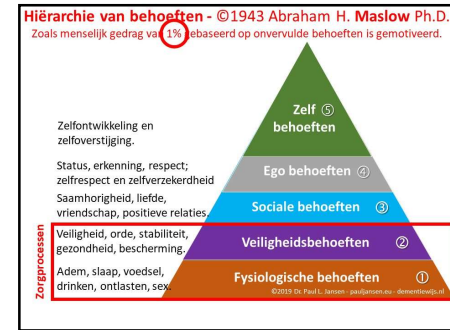 Hiërarchie van behoeften - ©1943 Abraham H. Maslow Ph.D.
Zoals menselijk gedrag van 1% gebaseerd op onvervulde behoeften is gemotiveerd.
Zelfontwikkeling en
zelfoverstijging.
Zelf ⑤
behoeften
Status, erkenning, respect;
zelfrespect en zelfverzekerdheid
Ego behoeften ④
Saamhorigheid, liefde,
vriendschap, positieve relaties.
Sociale behoeften ③
Zorgprocessen
Veiligheid, orde, stabiliteit,
gezondheid, bescherming.
Veiligheidsbehoeften ②
Adem, slaap, voedsel,
drinken, ontlasten, sex.
Fysiologische behoeften ①
©2019 Dr. Paul L. Jansen - pauljansen.eu - dementiewijs.nl